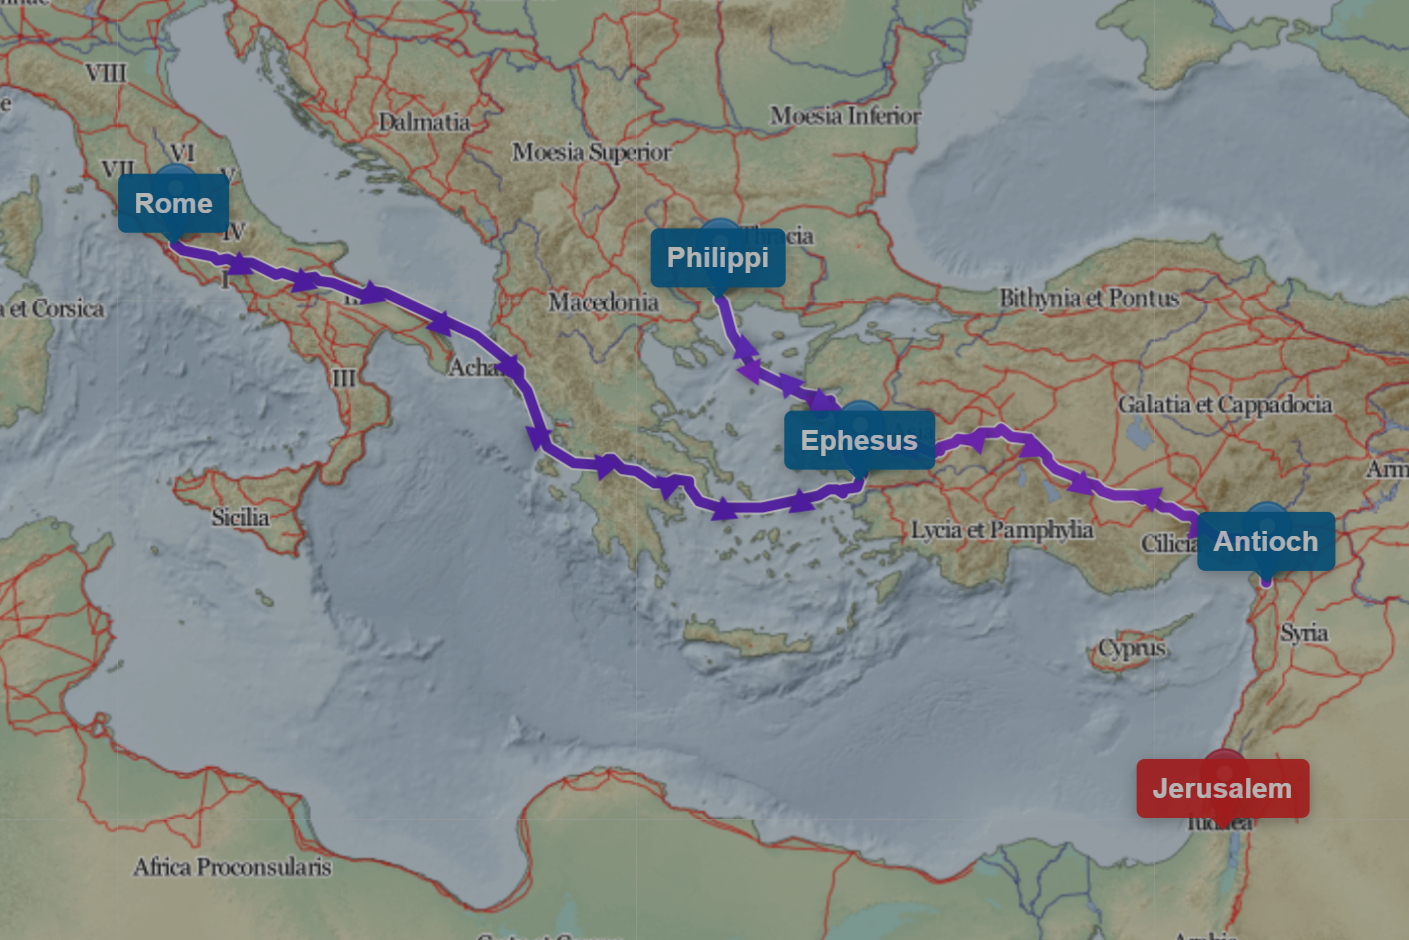 VIII
Dalmatia
Moesia Inferior
Moesia Superior
VI
VII
V
Rome
IV
Thracia
Philippi
I
II
Macedonia
Bithynia et Pontus
a et Corsica
Acha
III
Galatia et Cappadocia
Ephesus
Arm
Sicilia
Lycia et Pamphylia
Cilicia
Antioch
Syria
Cyprus
Jerusalem
Iudaea
Africa Proconsularis